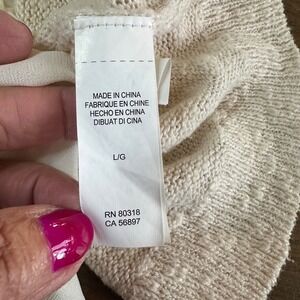 MADE IN CHINA
FABRIQUE EN CHINE
HECHO EN CHINA
DIBUAT DI CINA
L/G
RN 80318
CA 56897